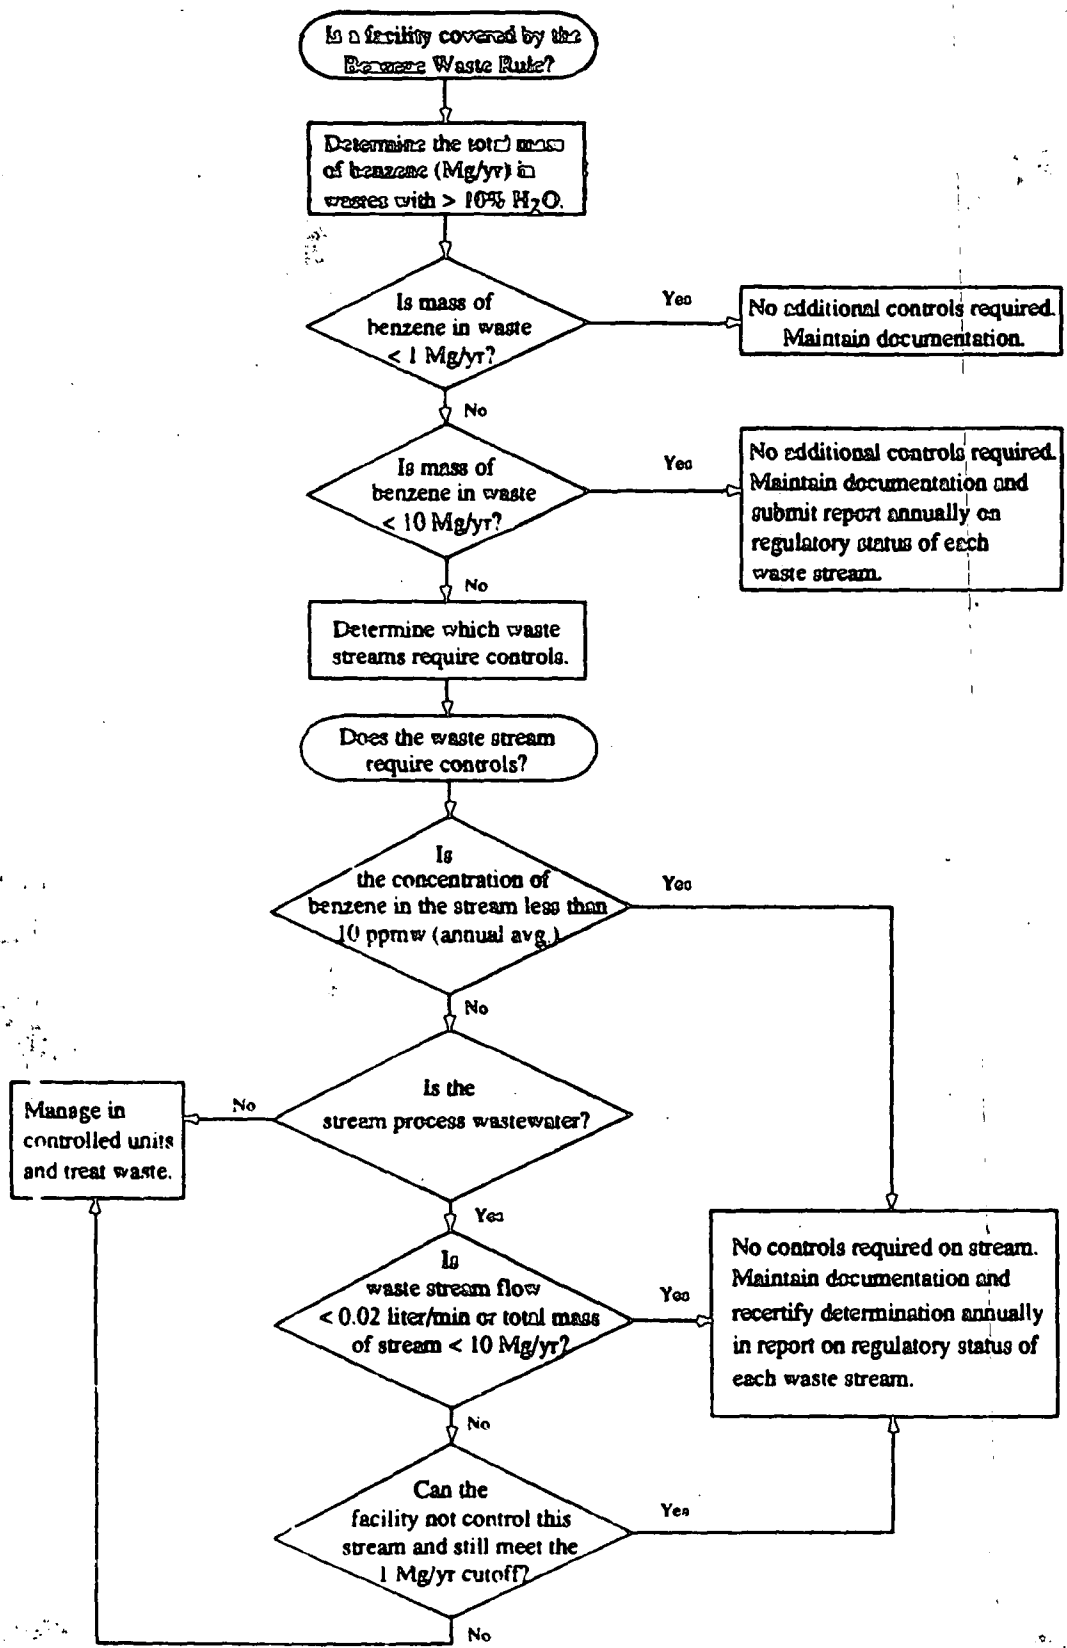 Is a facility covered by the
Benzene Waste Rule?
Determine the total mass
of benzene (Mg/yr) in
wastes with > 10% H₂O.
Is mass of
benzene in waste
< 1 Mg/yr?
Yes
No additional controls required.
Maintain documentation.
No
Is mass of
benzene in waste
< 10 Mg/yr?
Yes
No additional controls required.
Maintain documentation and
submit report annually on
regulatory status of each
waste stream.
No
Determine which waste
streams require controls.
Does the waste stream
require controls?
Is
the concentration of
benzene in the stream less than
10 ppmw (annual avg.)
Yes
No
Is the
stream process wastewater?
No
Manage in
controlled units
and treat waste.
Yes
Is
waste stream flow
< 0.02 liter/min or total mass
of stream < 10 Mg/yr?
Yes
No controls required on stream.
Maintain documentation and
recertify determination annually
in report on regulatory status of
each waste stream.
No
Can the
facility not control this
stream and still meet the
1 Mg/yr cutoff?
Yes
No